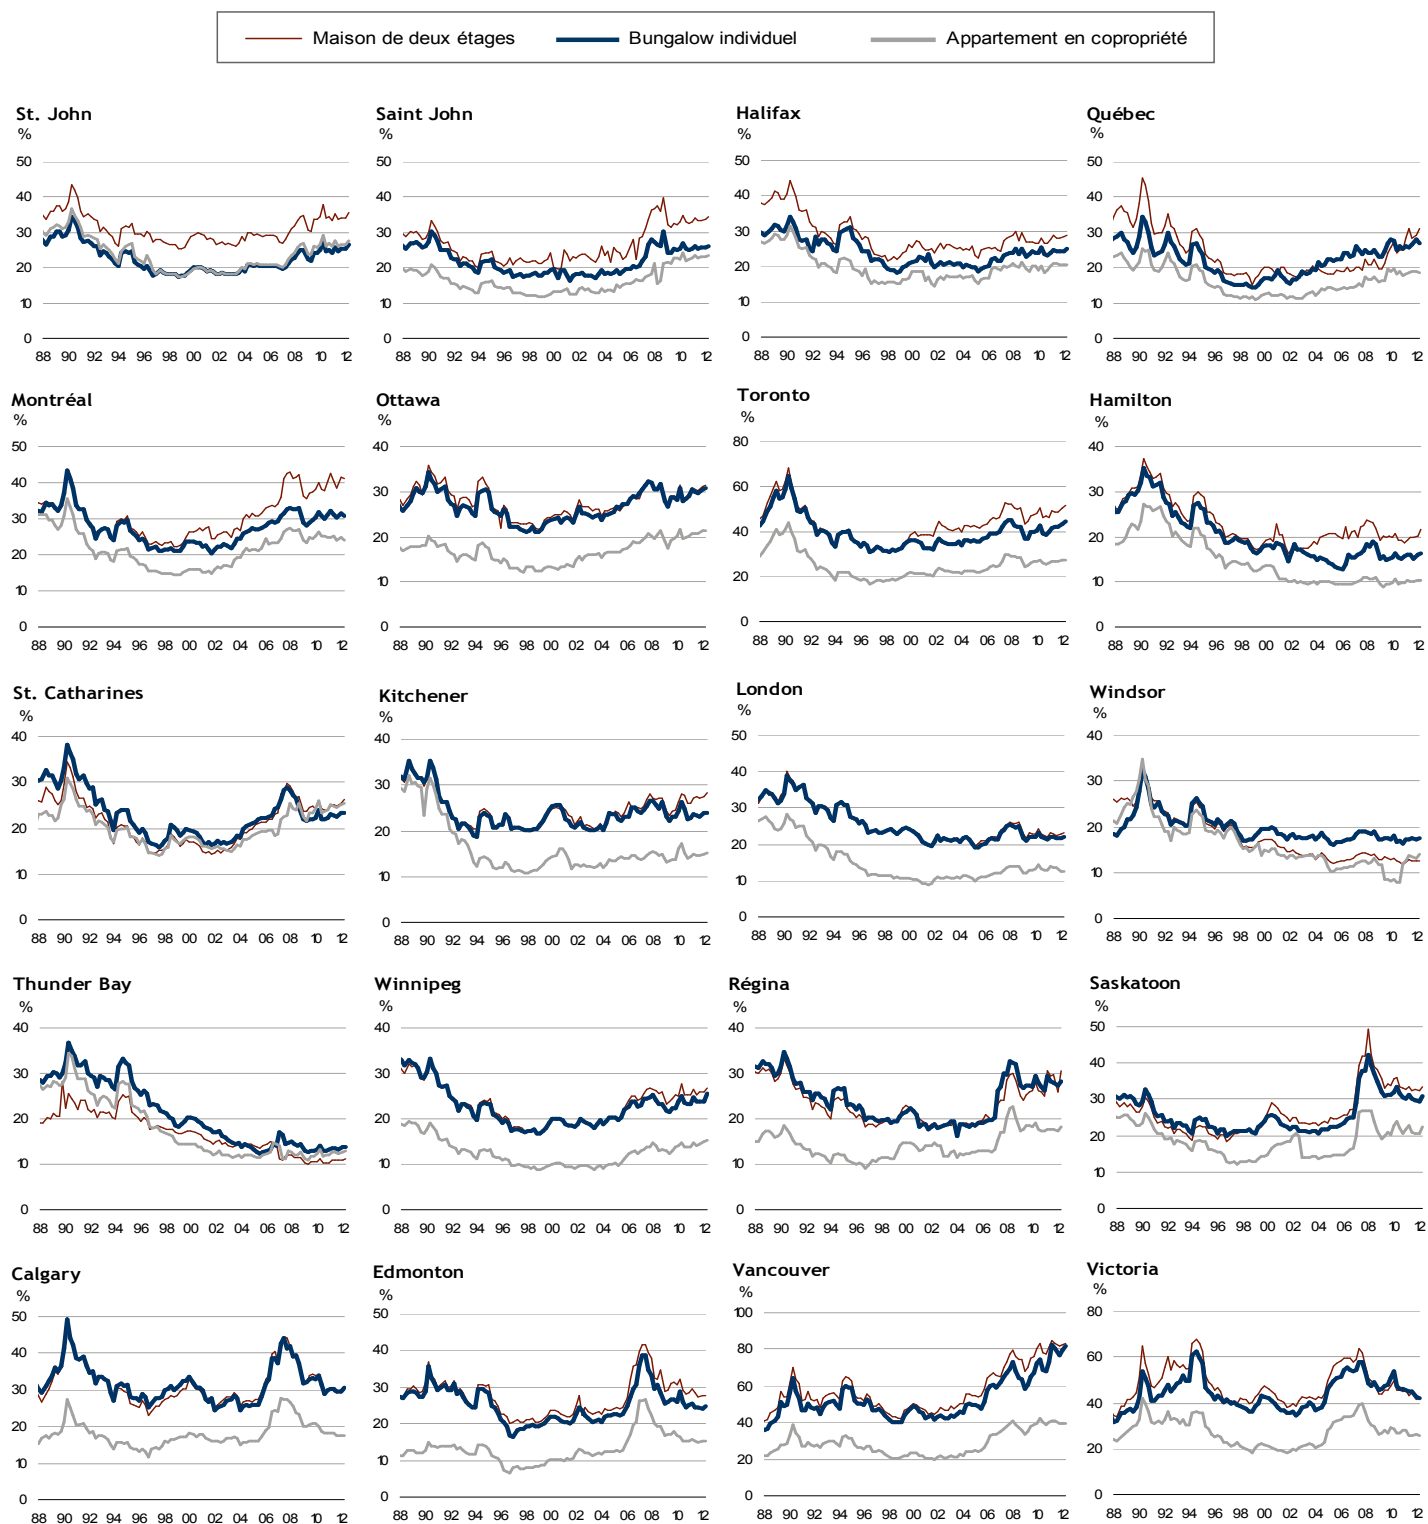 Maison de deux étages Bungalow individuel Appartement en copropriété
St. John Saint John Halifax Québec
% % % %
50 50 50 50
40 40 40 40
30 30 30 30
20 20 20 20
10 10 10 10
0 0 0 0
88 90 92 94 96 98 00 02 04 06 08 10 12 88 90 92 94 96 98 00 02 04 06 08 10 12 88 90 92 94 96 98 00 02 04 06 08 10 12 88 90 92 94 96 98 00 02 04 06 08 10 12
Montréal Ottawa Toronto Hamilton
% % % %
50 40 80 40
40 30 60 30
30 20 40 20
20 10 20 10
10 0 0 0
0
88 90 92 94 96 98 00 02 04 06 08 10 12 88 90 92 94 96 98 00 02 04 06 08 10 12 88 90 92 94 96 98 00 02 04 06 08 10 12 88 90 92 94 96 98 00 02 04 06 08 10 12
St. Catharines Kitchener London Windsor
% % % %
40 40 50 40
30 30 40 30
20 20 30 20
10 10 20 10
0 0 10 0
0
88 90 92 94 96 98 00 02 04 06 08 10 12 88 90 92 94 96 98 00 02 04 06 08 10 12 88 90 92 94 96 98 00 02 04 06 08 10 12 88 90 92 94 96 98 00 02 04 06 08 10 12
Thunder Bay Winnipeg Régina Saskatoon
% % % %
40 40 40 50
30 30 30 40
20 20 20 30
10 10 10 20
0 0 0 10
0
88 90 92 94 96 98 00 02 04 06 08 10 12 88 90 92 94 96 98 00 02 04 06 08 10 12 88 90 92 94 96 98 00 02 04 06 08 10 12 88 90 92 94 96 98 00 02 04 06 08 10 12
Calgary Edmonton Vancouver Victoria
% % % %
50 50 100 80
40 40 80 60
30 30 60 40
20 20 40 20
10 10 20 0
0 0 0
88 90 92 94 96 98 00 02 04 06 08 10 12 88 90 92 94 96 98 00 02 04 06 08 10 12 88 90 92 94 96 98 00 02 04 06 08 10 12 88 90 92 94 96 98 00 02 04 06 08 10 12